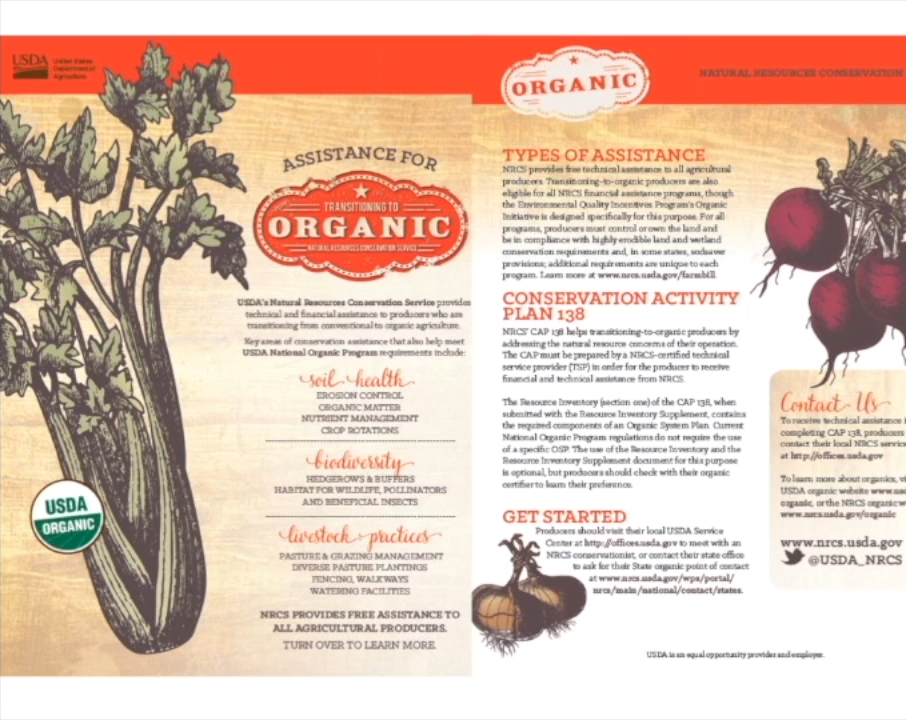 USDA
United States
Department of
Agriculture
ASSISTANCE FOR
TRANSITIONING TO
ORGANIC
NATURAL RESOURCES CONSERVATION SERVICE
USDA's Natural Resources Conservation Service provides
technical and financial assistance to producers who are
transitioning from conventional to organic agriculture.
Key areas of conservation assistance that also help meet
USDA National Organic Program requirements include:
soil health
EROSION CONTROL
ORGANIC MATTER
NUTRIENT MANAGEMENT
CROP ROTATIONS
biodiversity
HEDGEROWS & BUFFERS
HABITAT FOR WILDLIFE, POLLINATORS
AND BENEFICIAL INSECTS
livestock practices
PASTURE & GRAZING MANAGEMENT
DIVERSE PASTURE PLANTINGS
FENCING, WALKWAYS
WATERING FACILITIES
NRCS PROVIDES FREE ASSISTANCE TO
ALL AGRICULTURAL PRODUCERS.
TURN OVER TO LEARN MORE.
USDA
ORGANIC
ORGANIC
NATURAL RESOURCES CONSERVATION
TYPES OF ASSISTANCE
NRCS provides free technical assistance to all agricultural
producers. Transitioning-to-organic producers are also
eligible for all NRCS financial assistance programs, though
the Environmental Quality Incentives Program's Organic
Initiative is designed specifically for this purpose. For all
programs, producers must control or own the land and
be in compliance with highly erodible land and wetland
conservation requirements and, in some states, sodsaver
provisions; additional requirements are unique to each
program. Learn more at www.nrcs.usda.gov/farmbill.
CONSERVATION ACTIVITY
PLAN 138
NRCS' CAP 138 helps transitioning-to-organic producers by
addressing the natural resource concerns of their operation.
The CAP must be prepared by a NRCS-certified technical
service provider (TSP) in order for the producer to receive
financial and technical assistance from NRCS.
The Resource Inventory (section one) of the CAP 138, when
submitted with the Resource Inventory Supplement, contains
the required components of an Organic System Plan. Current
National Organic Program regulations do not require the use
of a specific OSP. The use of the Resource Inventory and the
Resource Inventory Supplement document for this purpose
is optional, but producers should check with their organic
certifier to learn their preference.
GET STARTED
Producers should visit their local USDA Service
Center at http://offices.usda.gov to meet with an
NRCS conservationist, or contact their state office
to ask for their State organic point of contact
at www.nrcs.usda.gov/wps/portal/
nrcs/main/national/contact/states.
Contact Us
To receive technical assistance
completing CAP 138, producers
contact their local NRCS
at http://offices.usda.gov
To learn more about organics,
USDA organic website
organic, or the NRCS organic
www.nrcs.usda.gov/organic
www.nrcs.usda.gov
@USDA_NRCS
USDA is an equal opportunity provider and employer.